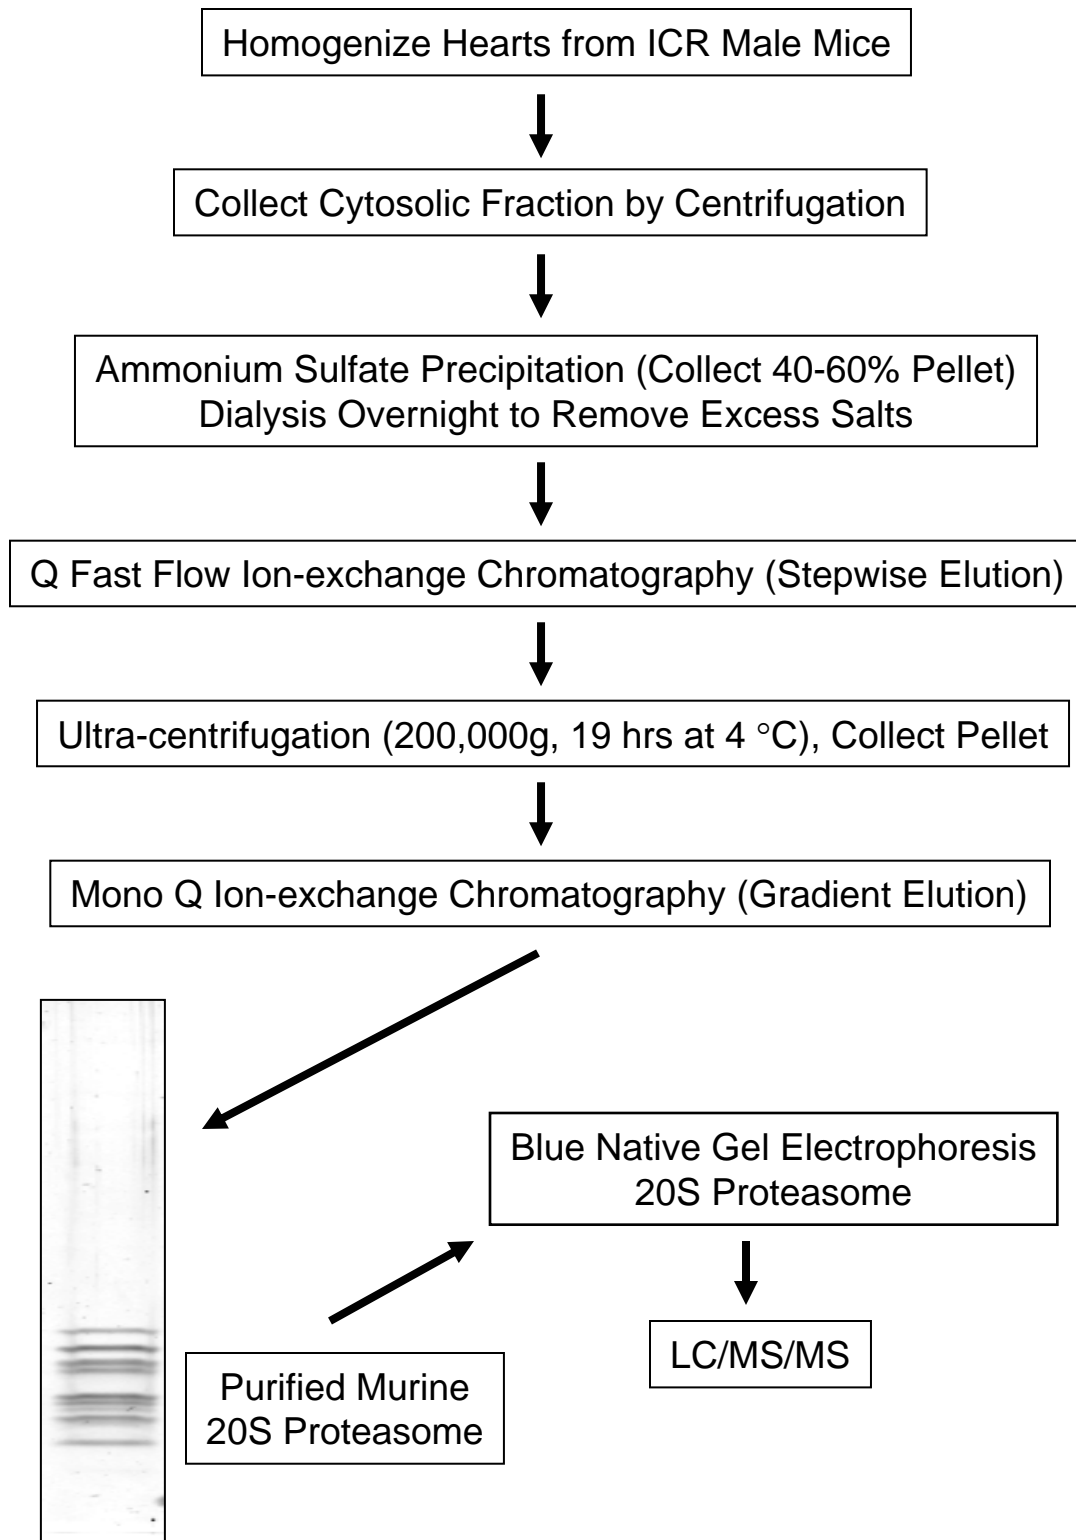 Homogenize Hearts from ICR Male Mice
Collect Cytosolic Fraction by Centrifugation
Ammonium Sulfate Precipitation (Collect 40-60% Pellet)
Dialysis Overnight to Remove Excess Salts
Q Fast Flow Ion-exchange Chromatography (Stepwise Elution)
Ultra-centrifugation (200,000g, 19 hrs at 4 °C), Collect Pellet
Mono Q Ion-exchange Chromatography (Gradient Elution)
Purified Murine
20S Proteasome
Blue Native Gel Electrophoresis
20S Proteasome
LC/MS/MS